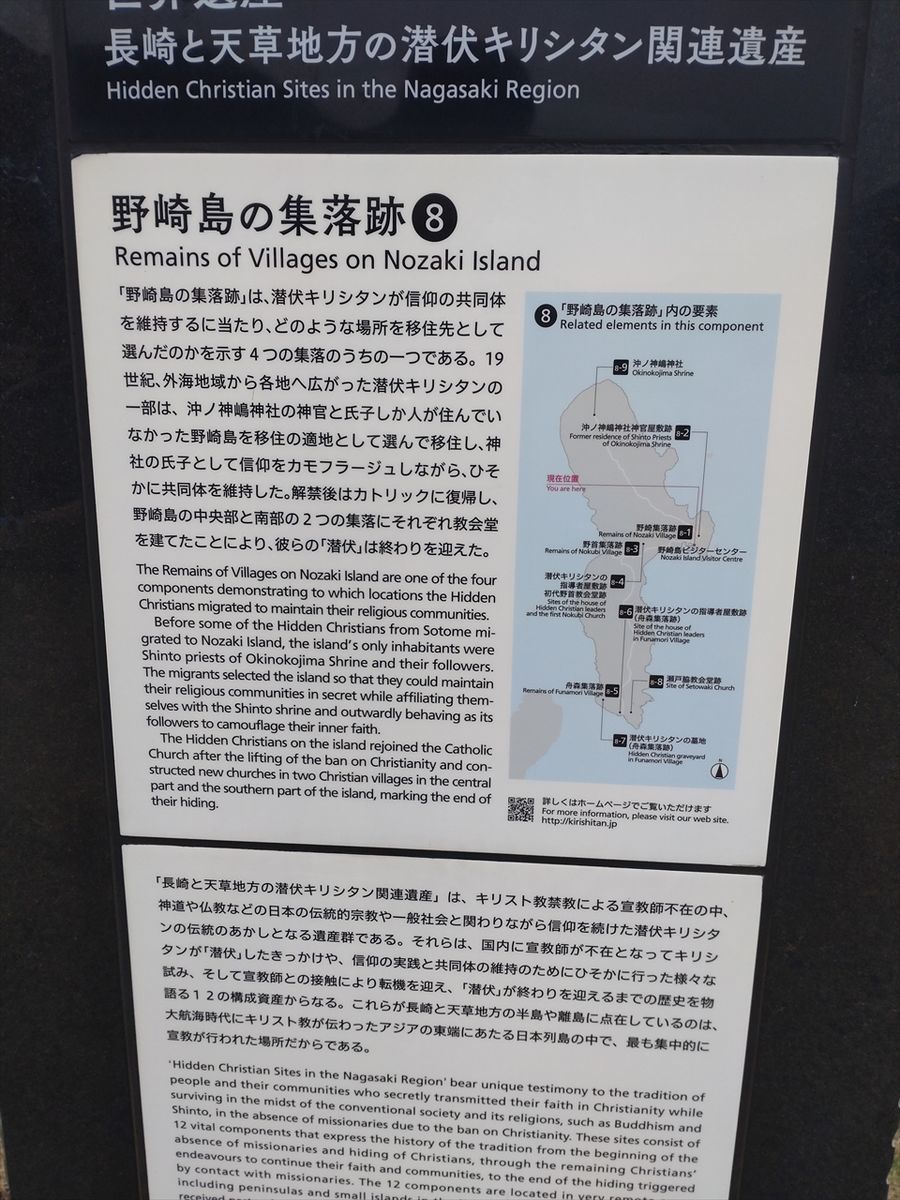 世界遺産
長崎と天草地方の潜伏キリシタン関連遺産
Hidden Christian Sites in the Nagasaki Region
野崎島の集落跡 8
Remains of Villages on Nozaki Island
「野崎島の集落跡」は、潜伏キリシタンが信仰の共同体
を維持するに当たり、どのような場所を移住先として
選んだのかを示す4つの集落のうちの一つである。19
世紀、外海地域から各地へ広がった潜伏キリシタンの
一部は、沖ノ神嶋神社の神官と氏子しか人が住んでい
なかった野崎島を移住の適地として選んで移住し、神
社の氏子として信仰をカモフラージュしながら、ひそ
かに共同体を維持した。解禁後はカトリックに復帰し、
野崎島の中央部と南部の2つの集落にそれぞれ教会堂
を建てたことにより、彼らの「潜伏」は終わりを迎えた。
The Remains of Villages on Nozaki Island are one of the four
components demonstrating to which locations the Hidden
Christians migrated to maintain their religious communities.
Before some of the Hidden Christians from Sotome mi-
grated to Nozaki Island, the island's only inhabitants were
Shinto priests of Okinokojima Shrine and their followers.
The migrants selected the island so that they could maintain
their religious communities in secret while affiliating them-
selves with the Shinto shrine and outwardly behaving as its
followers to camouflage their inner faith.
The Hidden Christians on the island rejoined the Catholic
Church after the lifting of the ban on Christianity and con-
structed new churches in two Christian villages in the central
part and the southern part of the island, marking the end of
their hiding.
8 「野崎島の集落跡」内の要素
Related elements in this component
8-9 沖ノ神嶋神社
Okinokojima Shrine
沖ノ神嶋神社神官屋敷跡 8-2
Former residence of Shinto Priests
of Okinokojima Shrine
現在位置
You are here
野崎集落跡 8-1
Remains of Nozaki Village
野首集落跡 8-3
Remains of Nokubi Village
野崎島ビジターセンター
Nozaki Island Visitor Centre
潜伏キリシタンの
指導者屋敷跡 8-4
初代野首教会堂跡
Sites of the house of
Hidden Christian leaders
and the first Nokubi Church
8-6 潜伏キリシタンの指導者屋敷跡
(舟森集落跡)
Site of the house of
Hidden Christian leaders
in Funamori Village
舟森集落跡 8-5
Remains of Funamori Village
8-8 瀬戸脇教会堂跡
Site of Setowaki Church
8-7 潜伏キリシタンの墓地
(舟森集落跡)
Hidden Christian graveyard
in Funamori Village
N
詳しくはホームページでご覧いただけます
For more information, please visit our web site.
http://kirishitan.jp
「長崎と天草地方の潜伏キリシタン関連遺産」は、キリスト教禁教による宣教師不在の中、
神道や仏教などの日本の伝統的宗教や一般社会と関わりながら信仰を続けた潜伏キリシタ
ンの伝統のあかしとなる遺産群である。それらは、国内に宣教師が不在となってキリシ
タンが「潜伏」したきっかけや、信仰の実践と共同体の維持のためにひそかに行った様々な
試み、そして宣教師との接触により転機を迎え、「潜伏」が終わりを迎えるまでの歴史を物
語る12の構成資産からなる。これらが長崎と天草地方の半島や離島に点在しているのは、
大航海時代にキリスト教が伝わったアジアの東端にあたる日本列島の中で、最も集中的に
宣教が行われた場所だからである。
'Hidden Christian Sites in the Nagasaki Region' bear unique testimony to the tradition of
people and their communities who secretly transmitted their faith in Christianity while
surviving in the midst of the conventional society and its religions, such as Buddhism and
Shinto, in the absence of missionaries due to the ban on Christianity. These sites consist of
12 vital components that express the history of the tradition from the beginning of the
absence of missionaries and hiding of Christians, through the remaining Christians'
endeavours to continue their faith and communities, to the end of the hiding triggered
by contact with missionaries. The 12 components are located in very remote
including peninsulas and small islands in the
received